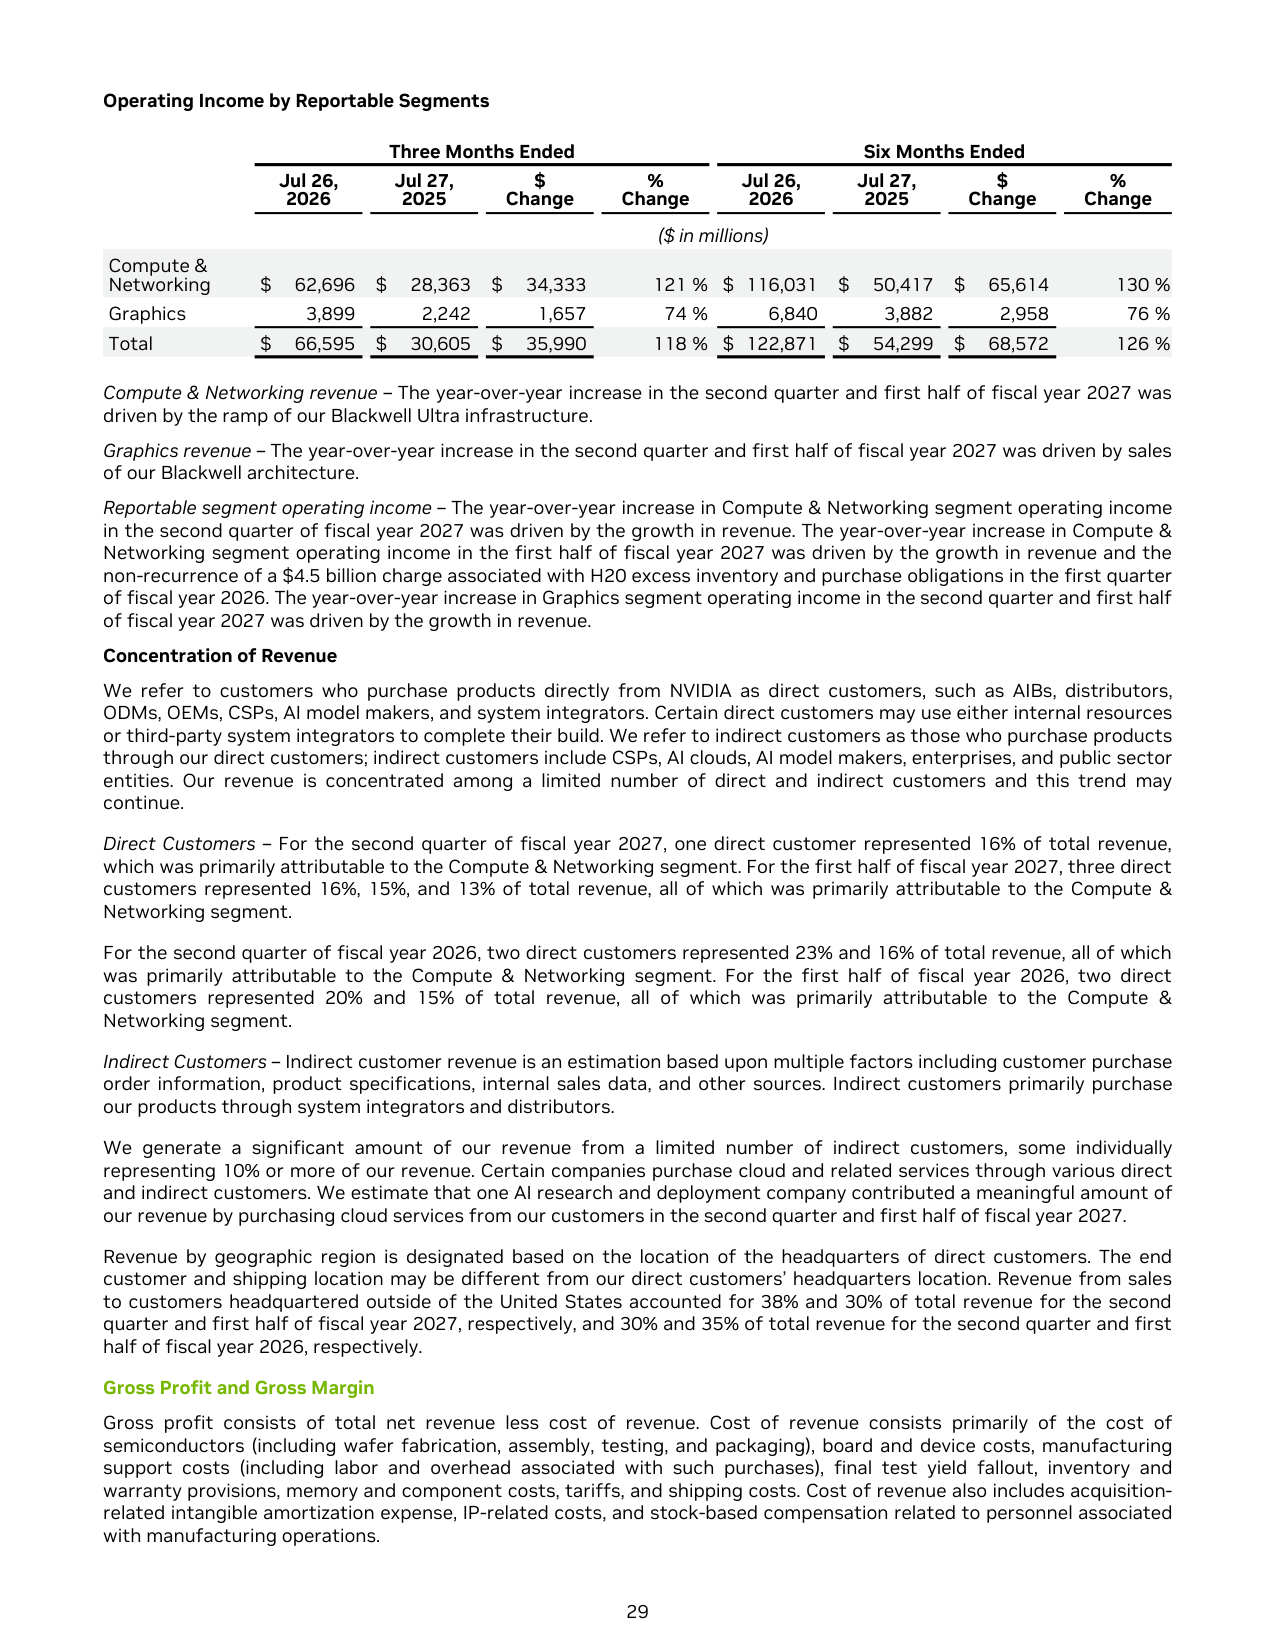 Operating Income by Reportable Segments
Three Months Ended Six Months Ended
Jul 26, 2026 Jul 27, 2025 $ Change % Change Jul 26, 2026 Jul 27, 2025 $ Change % Change
($ in millions)
Compute & Networking $ 62,696 $ 28,363 $ 34,333 121 % $ 116,031 $ 50,417 $ 65,614 130 %
Graphics 3,899 2,242 1,657 74 % 6,840 3,882 2,958 76 %
Total $ 66,595 $ 30,605 $ 35,990 118 % $ 122,871 $ 54,299 $ 68,572 126 %
Compute & Networking revenue – The year-over-year increase in the second quarter and first half of fiscal year 2027 was
driven by the ramp of our Blackwell Ultra infrastructure.
Graphics revenue – The year-over-year increase in the second quarter and first half of fiscal year 2027 was driven by sales
of our Blackwell architecture.
Reportable segment operating income – The year-over-year increase in Compute & Networking segment operating income
in the second quarter of fiscal year 2027 was driven by the growth in revenue. The year-over-year increase in Compute &
Networking segment operating income in the first half of fiscal year 2027 was driven by the growth in revenue and the
non-recurrence of a $4.5 billion charge associated with H20 excess inventory and purchase obligations in the first quarter
of fiscal year 2026. The year-over-year increase in Graphics segment operating income in the second quarter and first half
of fiscal year 2027 was driven by the growth in revenue.
Concentration of Revenue
We refer to customers who purchase products directly from NVIDIA as direct customers, such as AIBs, distributors,
ODMs, OEMs, CSPs, AI model makers, and system integrators. Certain direct customers may use either internal resources
or third-party system integrators to complete their build. We refer to indirect customers as those who purchase products
through our direct customers; indirect customers include CSPs, AI clouds, AI model makers, enterprises, and public sector
entities. Our revenue is concentrated among a limited number of direct and indirect customers and this trend may
continue.
Direct Customers – For the second quarter of fiscal year 2027, one direct customer represented 16% of total revenue,
which was primarily attributable to the Compute & Networking segment. For the first half of fiscal year 2027, three direct
customers represented 16%, 15%, and 13% of total revenue, all of which was primarily attributable to the Compute &
Networking segment.
For the second quarter of fiscal year 2026, two direct customers represented 23% and 16% of total revenue, all of which
was primarily attributable to the Compute & Networking segment. For the first half of fiscal year 2026, two direct
customers represented 20% and 15% of total revenue, all of which was primarily attributable to the Compute &
Networking segment.
Indirect Customers – Indirect customer revenue is an estimation based upon multiple factors including customer purchase
order information, product specifications, internal sales data, and other sources. Indirect customers primarily purchase
our products through system integrators and distributors.
We generate a significant amount of our revenue from a limited number of indirect customers, some individually
representing 10% or more of our revenue. Certain companies purchase cloud and related services through various direct
and indirect customers. We estimate that one AI research and deployment company contributed a meaningful amount of
our revenue by purchasing cloud services from our customers in the second quarter and first half of fiscal year 2027.
Revenue by geographic region is designated based on the location of the headquarters of direct customers. The end
customer and shipping location may be different from our direct customers’ headquarters location. Revenue from sales
to customers headquartered outside of the United States accounted for 38% and 30% of total revenue for the second
quarter and first half of fiscal year 2027, respectively, and 30% and 35% of total revenue for the second quarter and first
half of fiscal year 2026, respectively.
Gross Profit and Gross Margin
Gross profit consists of total net revenue less cost of revenue. Cost of revenue consists primarily of the cost of
semiconductors (including wafer fabrication, assembly, testing, and packaging), board and device costs, manufacturing
support costs (including labor and overhead associated with such purchases), final test yield fallout, inventory and
warranty provisions, memory and component costs, tariffs, and shipping costs. Cost of revenue also includes acquisition-
related intangible amortization expense, IP-related costs, and stock-based compensation related to personnel associated
with manufacturing operations.
29